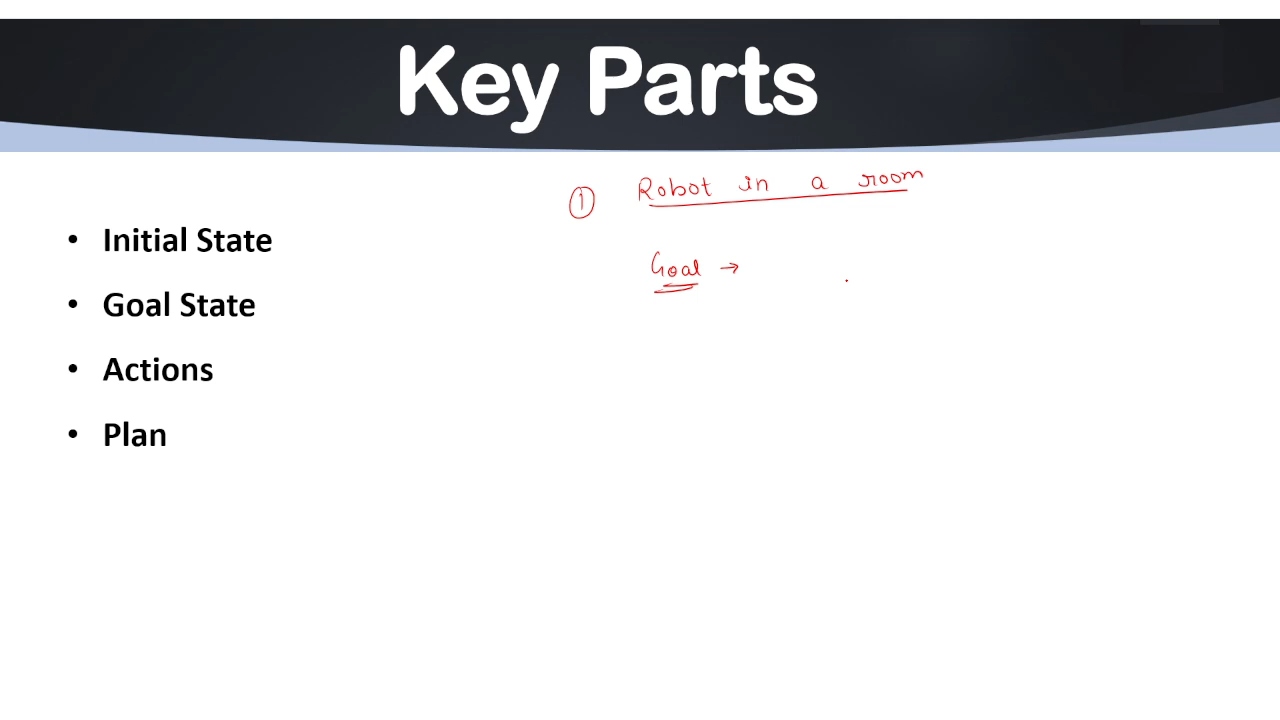 Key Parts
• Initial State
• Goal State
• Actions
• Plan
① Robot in a room
Goal →